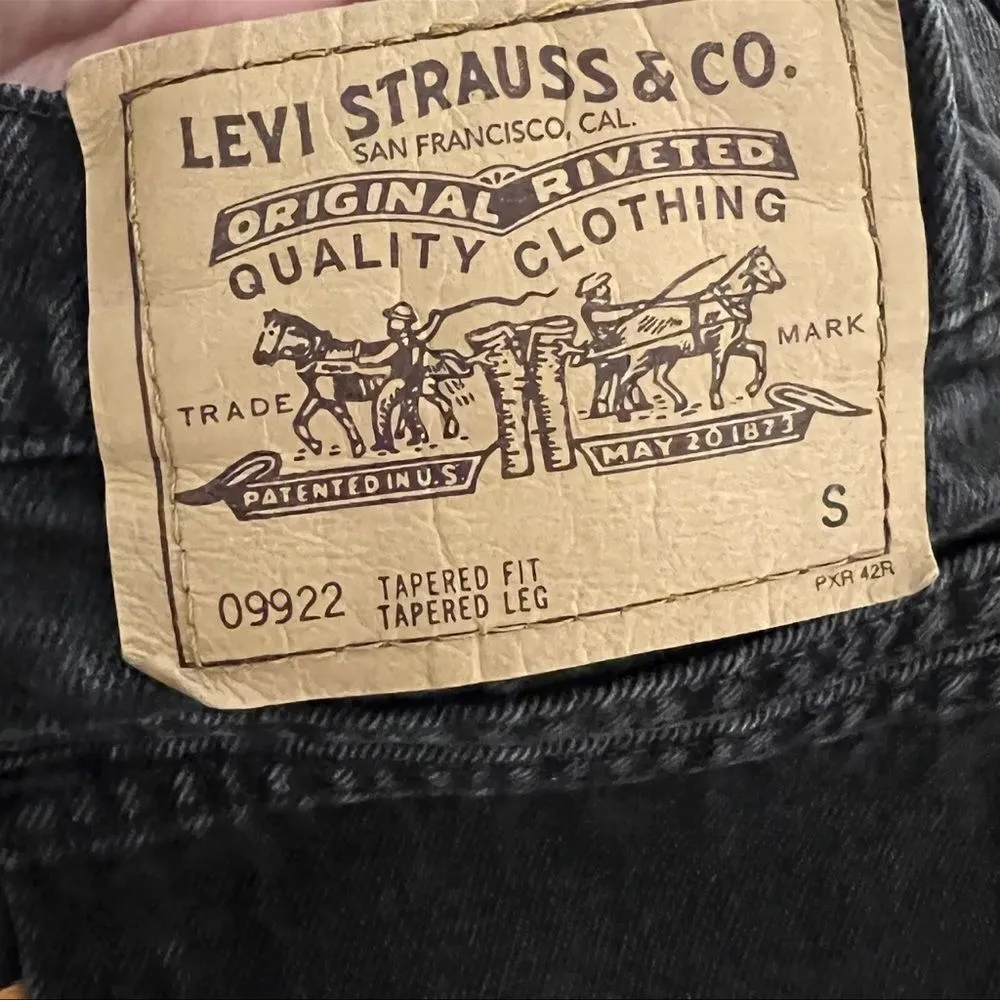 LEVI STRAUSS & CO.
SAN FRANCISCO, CAL.
ORIGINAL RIVETED
QUALITY CLOTHING
TRADE MARK
PATENTED IN U.S. MAY 20 1873
S
09922 TAPERED FIT
TAPERED LEG
PXR 42R